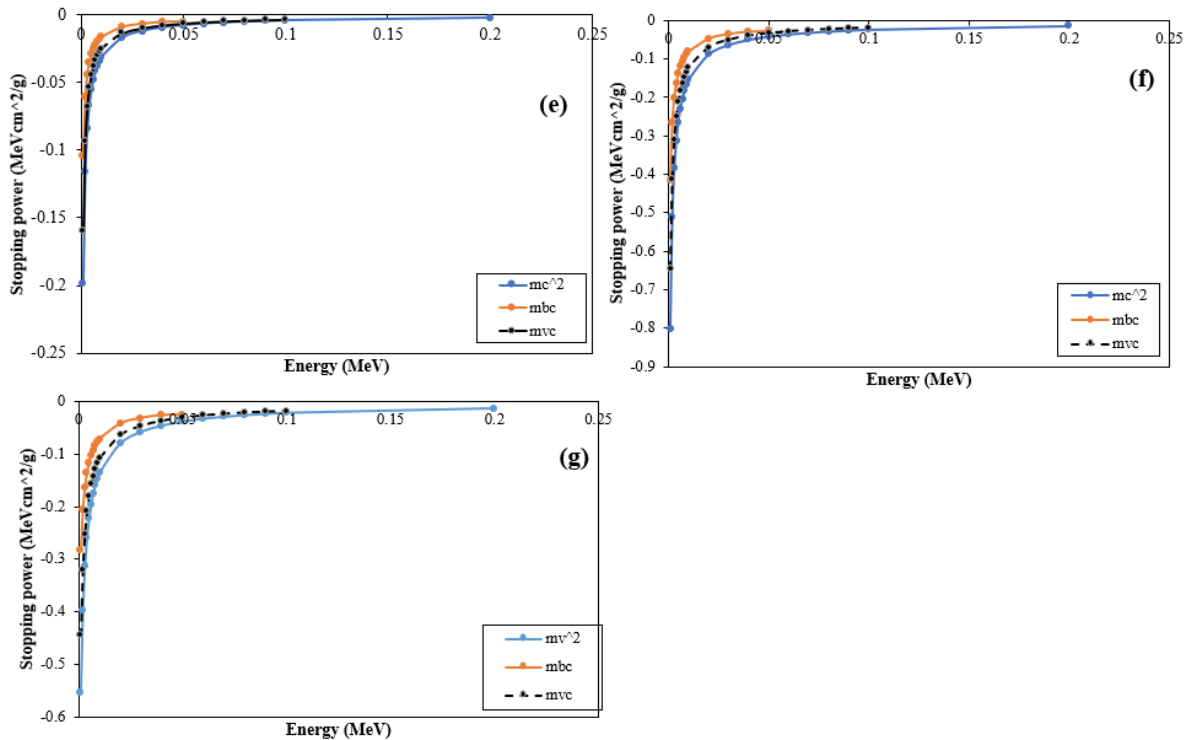 0
0
0.05
0.1
0.15
0.2
0.25
-0.05
-0.1
-0.15
-0.2
-0.25
Stopping power (MeVcm^2/g)
Energy (MeV)
(e)
mc^2
mbc
mvc
0
0
0.05
0.1
0.15
0.2
0.25
-0.1
-0.2
-0.3
-0.4
-0.5
-0.6
-0.7
-0.8
-0.9
Stopping power (MeVcm^2/g)
Energy (MeV)
(f)
mc^2
mbc
mvc
0
0
0.05
0.1
0.15
0.2
0.25
-0.1
-0.2
-0.3
-0.4
-0.5
-0.6
Stopping power (MeVcm^2/g)
Energy (MeV)
(g)
mv^2
mbc
mvc